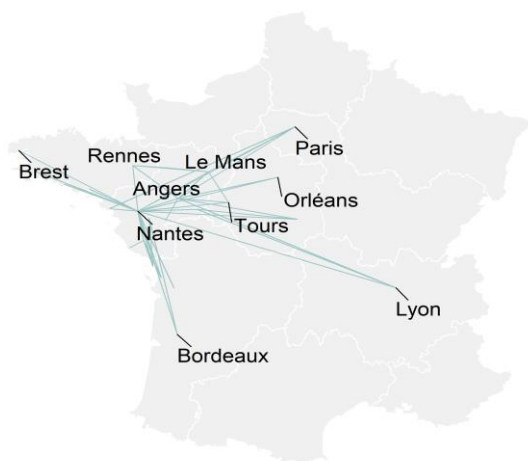 Paris
Rennes
Le Mans
Brest
Angers
Orléans
Nantes
Tours
Lyon
Bordeaux